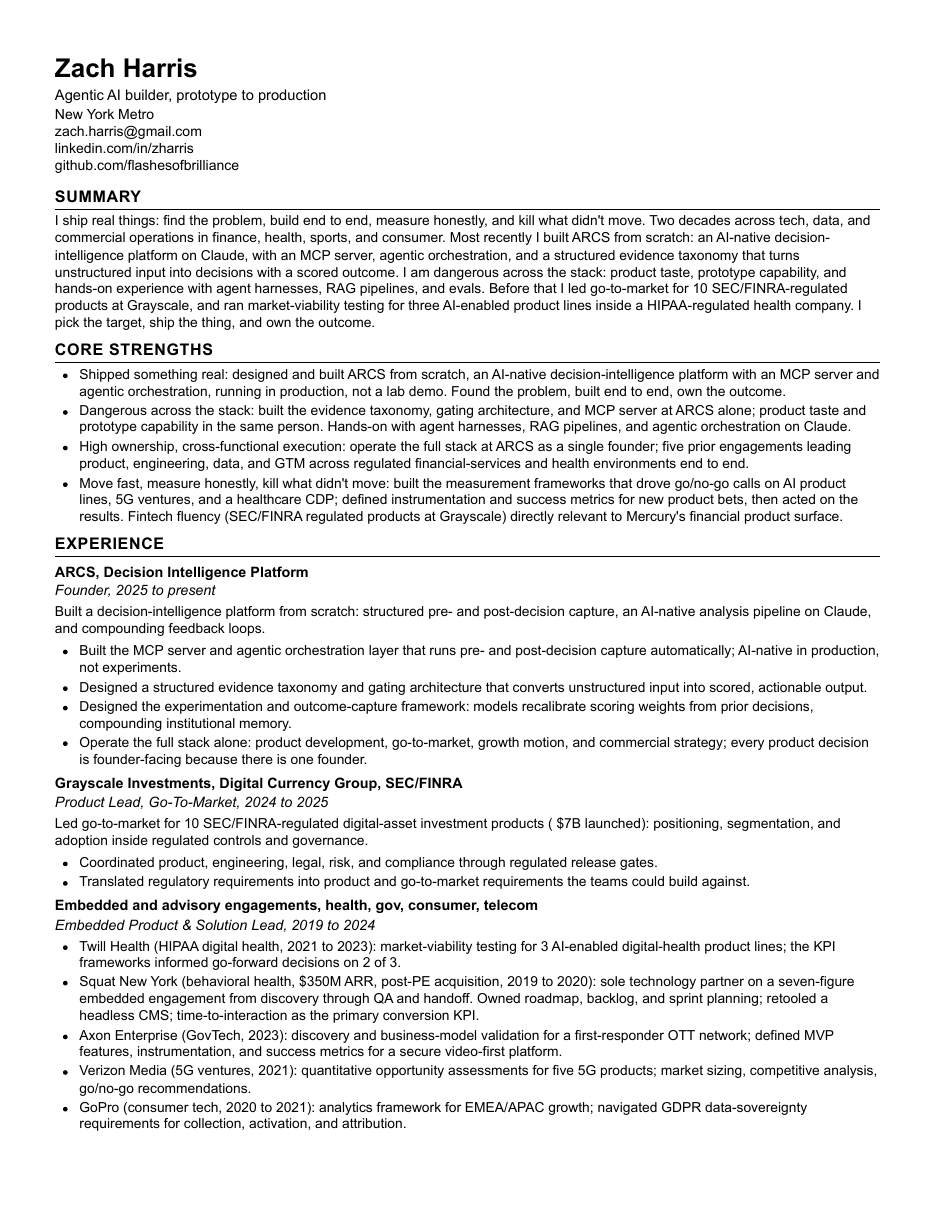 Zach Harris
Agentic AI builder, prototype to production
New York Metro
zach.harris@gmail.com
linkedin.com/in/zharris
github.com/flashesofbrilliance
SUMMARY
I ship real things: find the problem, build end to end, measure honestly, and kill what didn't move. Two decades across tech, data, and
commercial operations in finance, health, sports, and consumer. Most recently I built ARCS from scratch: an AI-native decision-
intelligence platform on Claude, with an MCP server, agentic orchestration, and a structured evidence taxonomy that turns
unstructured input into decisions with a scored outcome. I am dangerous across the stack: product taste, prototype capability, and
hands-on experience with agent harnesses, RAG pipelines, and evals. Before that I led go-to-market for 10 SEC/FINRA-regulated
products at Grayscale, and ran market-viability testing for three AI-enabled product lines inside a HIPAA-regulated health company. I
pick the target, ship the thing, and own the outcome.
CORE STRENGTHS
• Shipped something real: designed and built ARCS from scratch, an AI-native decision-intelligence platform with an MCP server and
agentic orchestration, running in production, not a lab demo. Found the problem, built end to end, own the outcome.
• Dangerous across the stack: built the evidence taxonomy, gating architecture, and MCP server at ARCS alone; product taste and
prototype capability in the same person. Hands-on with agent harnesses, RAG pipelines, and agentic orchestration on Claude.
• High ownership, cross-functional execution: operate the full stack at ARCS as a single founder; five prior engagements leading
product, engineering, data, and GTM across regulated financial-services and health environments end to end.
• Move fast, measure honestly, kill what didn't move: built the measurement frameworks that drove go/no-go calls on AI product
lines, 5G ventures, and a healthcare CDP; defined instrumentation and success metrics for new product bets, then acted on the
results. Fintech fluency (SEC/FINRA regulated products at Grayscale) directly relevant to Mercury's financial product surface.
EXPERIENCE
ARCS, Decision Intelligence Platform
Founder, 2025 to present
Built a decision-intelligence platform from scratch: structured pre- and post-decision capture, an AI-native analysis pipeline on Claude,
and compounding feedback loops.
• Built the MCP server and agentic orchestration layer that runs pre- and post-decision capture automatically; AI-native in production,
not experiments.
• Designed a structured evidence taxonomy and gating architecture that converts unstructured input into scored, actionable output.
• Designed the experimentation and outcome-capture framework: models recalibrate scoring weights from prior decisions,
compounding institutional memory.
• Operate the full stack alone: product development, go-to-market, growth motion, and commercial strategy; every product decision
is founder-facing because there is one founder.
Grayscale Investments, Digital Currency Group, SEC/FINRA
Product Lead, Go-To-Market, 2024 to 2025
Led go-to-market for 10 SEC/FINRA-regulated digital-asset investment products ( $7B launched): positioning, segmentation, and
adoption inside regulated controls and governance.
• Coordinated product, engineering, legal, risk, and compliance through regulated release gates.
• Translated regulatory requirements into product and go-to-market requirements the teams could build against.
Embedded and advisory engagements, health, gov, consumer, telecom
Embedded Product & Solution Lead, 2019 to 2024
• Twill Health (HIPAA digital health, 2021 to 2023): market-viability testing for 3 AI-enabled digital-health product lines; the KPI
frameworks informed go-forward decisions on 2 of 3.
• Squat New York (behavioral health, $350M ARR, post-PE acquisition, 2019 to 2020): sole technology partner on a seven-figure
embedded engagement from discovery through QA and handoff. Owned roadmap, backlog, and sprint planning; retooled a
headless CMS; time-to-interaction as the primary conversion KPI.
• Axon Enterprise (GovTech, 2023): discovery and business-model validation for a first-responder OTT network; defined MVP
features, instrumentation, and success metrics for a secure video-first platform.
• Verizon Media (5G ventures, 2021): quantitative opportunity assessments for five 5G products; market sizing, competitive analysis,
go/no-go recommendations.
• GoPro (consumer tech, 2020 to 2021): analytics framework for EMEA/APAC growth; navigated GDPR data-sovereignty
requirements for collection, activation, and attribution.